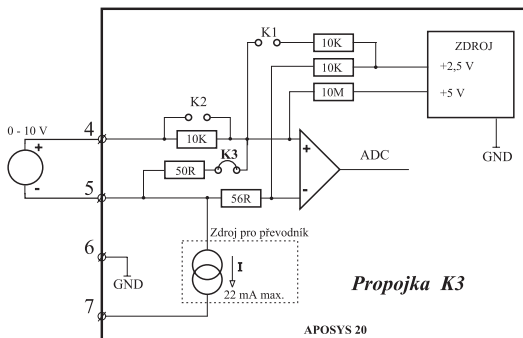 K1
10K
ZDROJ
10K
+2,5 V
K2
10M
+5 V
0 - 10 V
4
10K
+
GND
+
K3
ADC
50R
-
5
56R
-
Zdroj pro převodník
6
I
GND
22 mA max.
Propojka K3
7
APOSYS 20